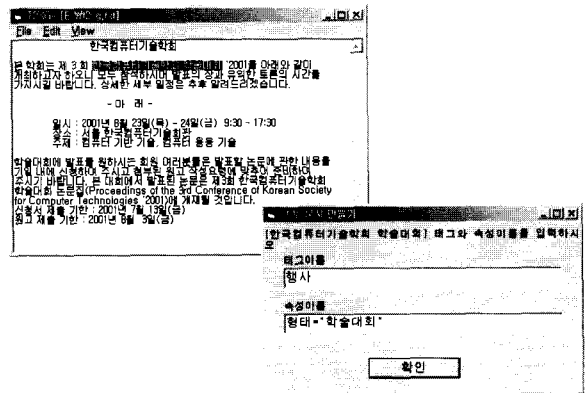 File Edit View
한국컴퓨터기술학회
본 학회는 제 3 회 '2001를 아래와 같이
개최하고자 하오니 모두 참석하시어 발표의 장과 유익한 토론의 시간을
가지시길 바랍니다. 상세한 세부 일정은 추후 알려드리겠습니다.
- 아 래 -
일시 : 2001년 8월 23일(목) - 24일(금) 9:30 - 17:30
장소 : 서울 한국컴퓨터기술회관
주제 : 컴퓨터 기반 기술, 컴퓨터 응용 기술
학술대회에 발표를 원하시는 회원 여러분들은 발표할 논문에 관한 내용을
기일 내에 신청하여 주시고 첨부된 원고 작성요령에 맞추어 준비하여
주시기 바랍니다. 본 대회에서 발표된 논문은 제3회 한국컴퓨터기술학회
학술대회 논문집(Proceedings of the 3rd Conference of Korean Society
for Computer Technologies '2001)에 게재될 것입니다.
신청서 제출 기한 : 2001년 7월 13일(금)
원고 제출 기한 : 2001년 8월 3일(금)
[한국컴퓨터기술학회 학술대회] 태그와 속성이름을 입력하시
오
태그이름
행사
속성이름
형태="학술대회"
확인